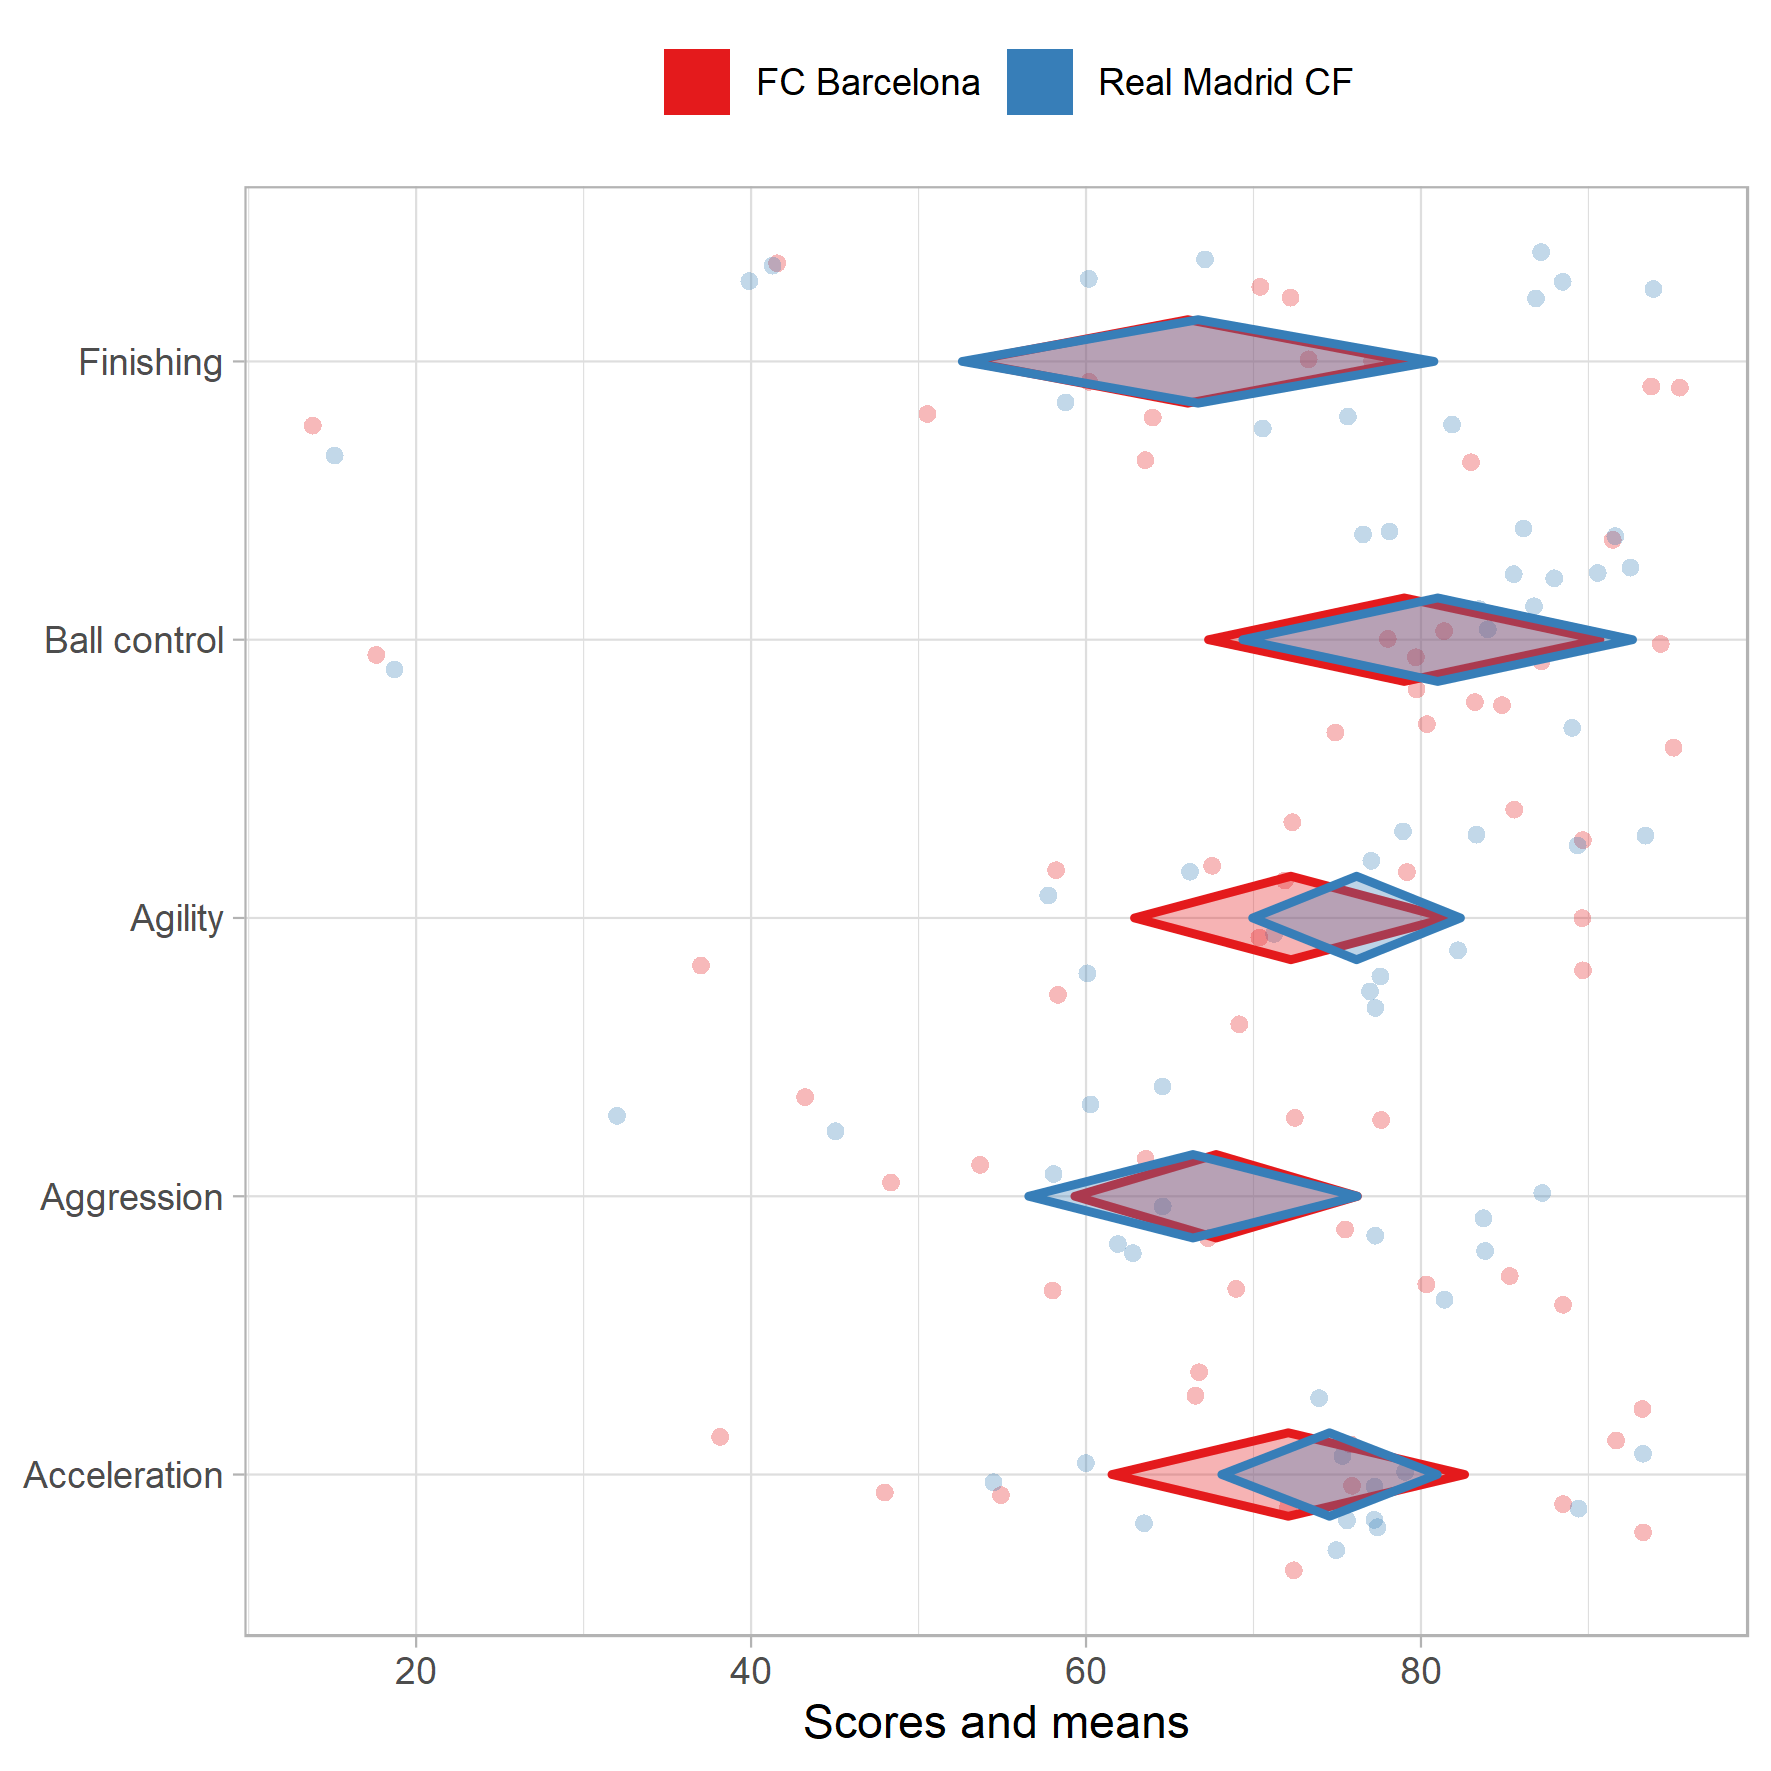 FC Barcelona
Real Madrid CF
Finishing
Ball control
Agility
Aggression
Acceleration
20 40 60 80
Scores and means